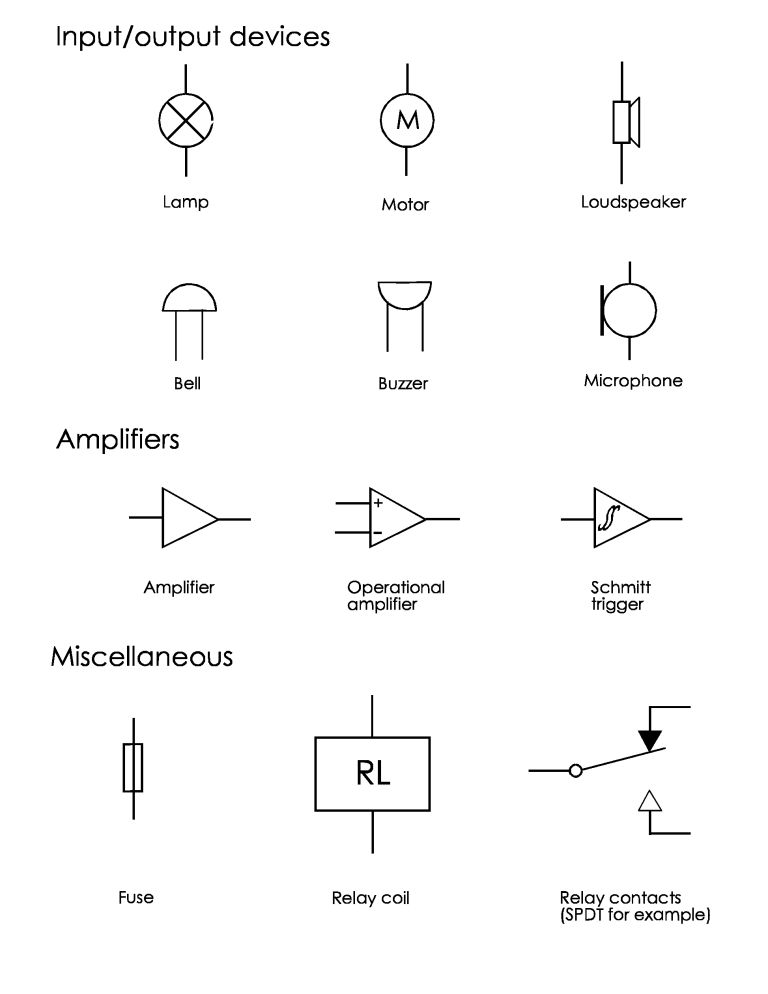 Input/output devices
M
Lamp
Motor
Loudspeaker
Bell
Buzzer
Microphone
Amplifiers
+
−
Amplifier
Operational
amplifier
Schmitt
trigger
Miscellaneous
RL
Fuse
Relay coil
Relay contacts
(SPDT for example)